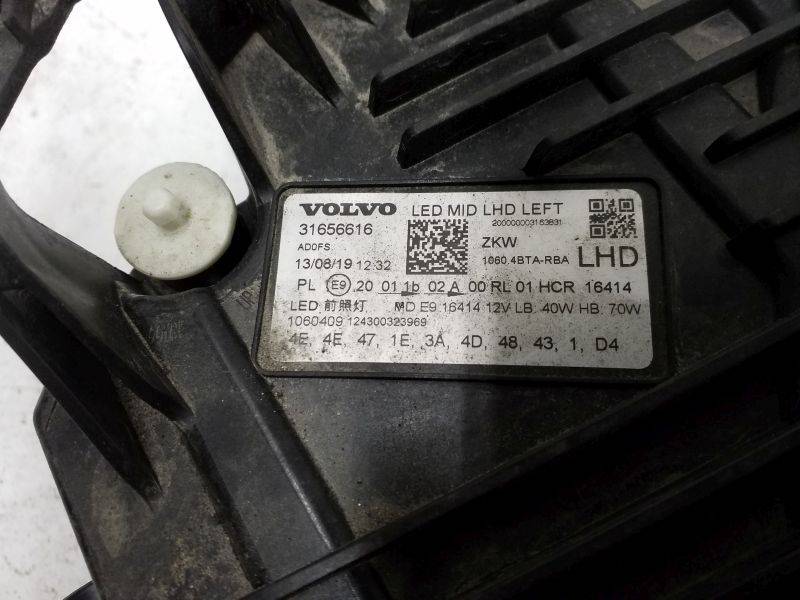 VOLVO LED MID LHD LEFT
31656616 200000003163831
AD0FS ZKW
13/08/19 12:32 1060.4BTA-RBA LHD
PL E9 .20 01 1b 02 A 00 RL 01 HCR 16414
LED 前照灯 MD E9 16414 12V LB: 40W HB: 70W
1060409 124300323969
4E, 4E, 47, 1E, 3A, 4D, 48, 43, 1, D4